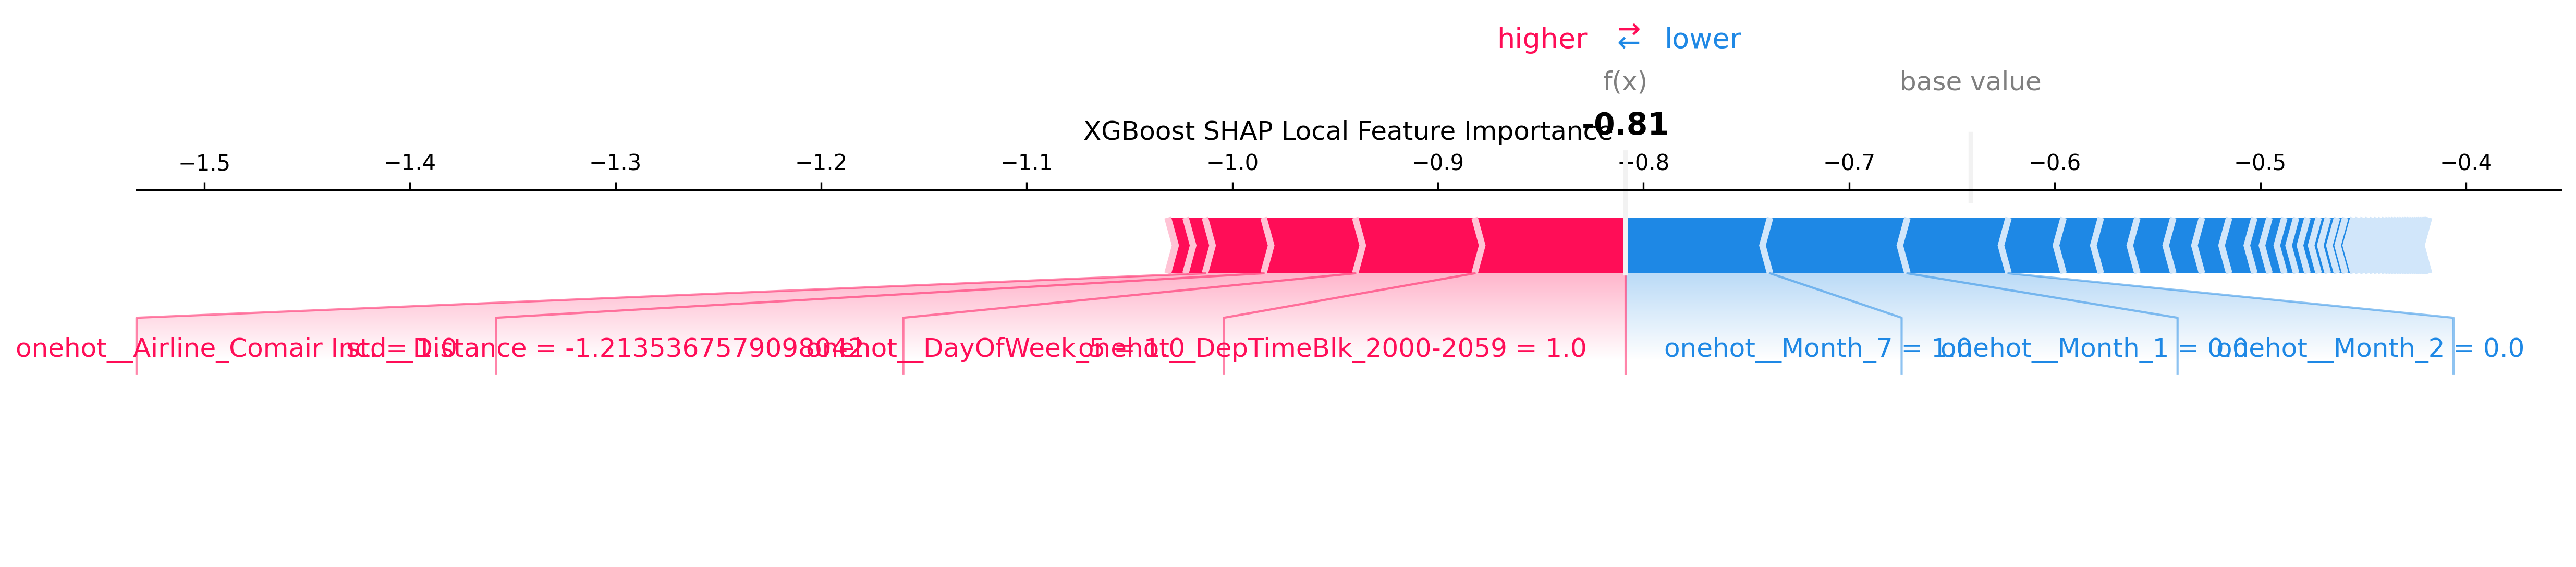 higher ⇄ lower
f(x) base value
XGBoost SHAP Local Feature Importance -0.81
−1.5 −1.4 −1.3 −1.2 −1.1 −1.0 −0.9 −0.8 −0.7 −0.6 −0.5 −0.4
onehot__Airline_Comair Inc. = 1.0 std__Distance = -1.2135367579098042 onehot__DayOfWeek_5 = 1.0 onehot__DepTimeBlk_2000-2059 = 1.0 onehot__Month_7 = 1.0 onehot__Month_1 = 0.0 onehot__Month_2 = 0.0